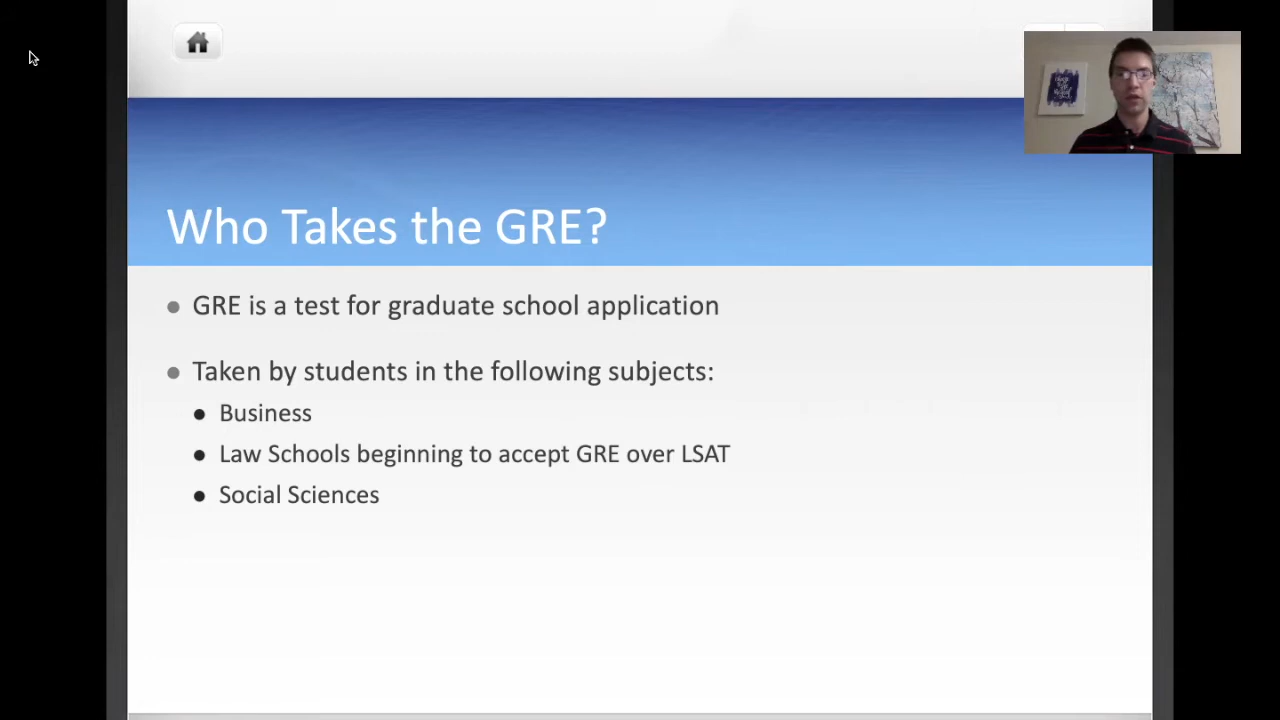 Who Takes the GRE?
GRE is a test for graduate school application
Taken by students in the following subjects:
Business
Law Schools beginning to accept GRE over LSAT
Social Sciences